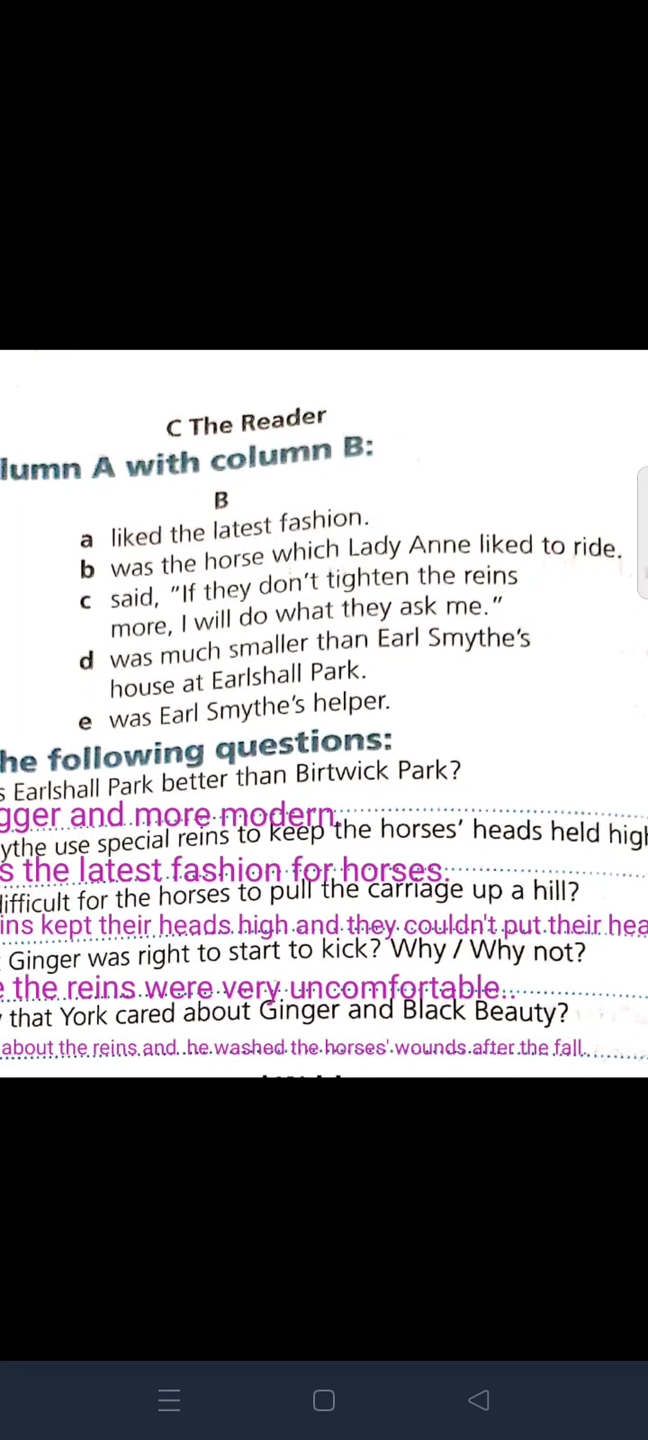 C The Reader
lumn A with column B:
B
a liked the latest fashion.
b was the horse which Lady Anne liked to ride.
c said, "If they don't tighten the reins
more, I will do what they ask me."
d was much smaller than Earl Smythe's
house at Earlshall Park.
e was Earl Smythe's helper.
he following questions:
s Earlshall Park better than Birtwick Park?
gger and more modern.
ythe use special reins to keep the horses' heads held high
s the latest fashion for horses.
difficult for the horses to pull the carriage up a hill?
ins kept their heads high and they couldn't put their hea
Ginger was right to start to kick? Why / Why not?
e the reins were very uncomfortable..
that York cared about Ginger and Black Beauty?
about the reins and he washed the horses' wounds after the fall.